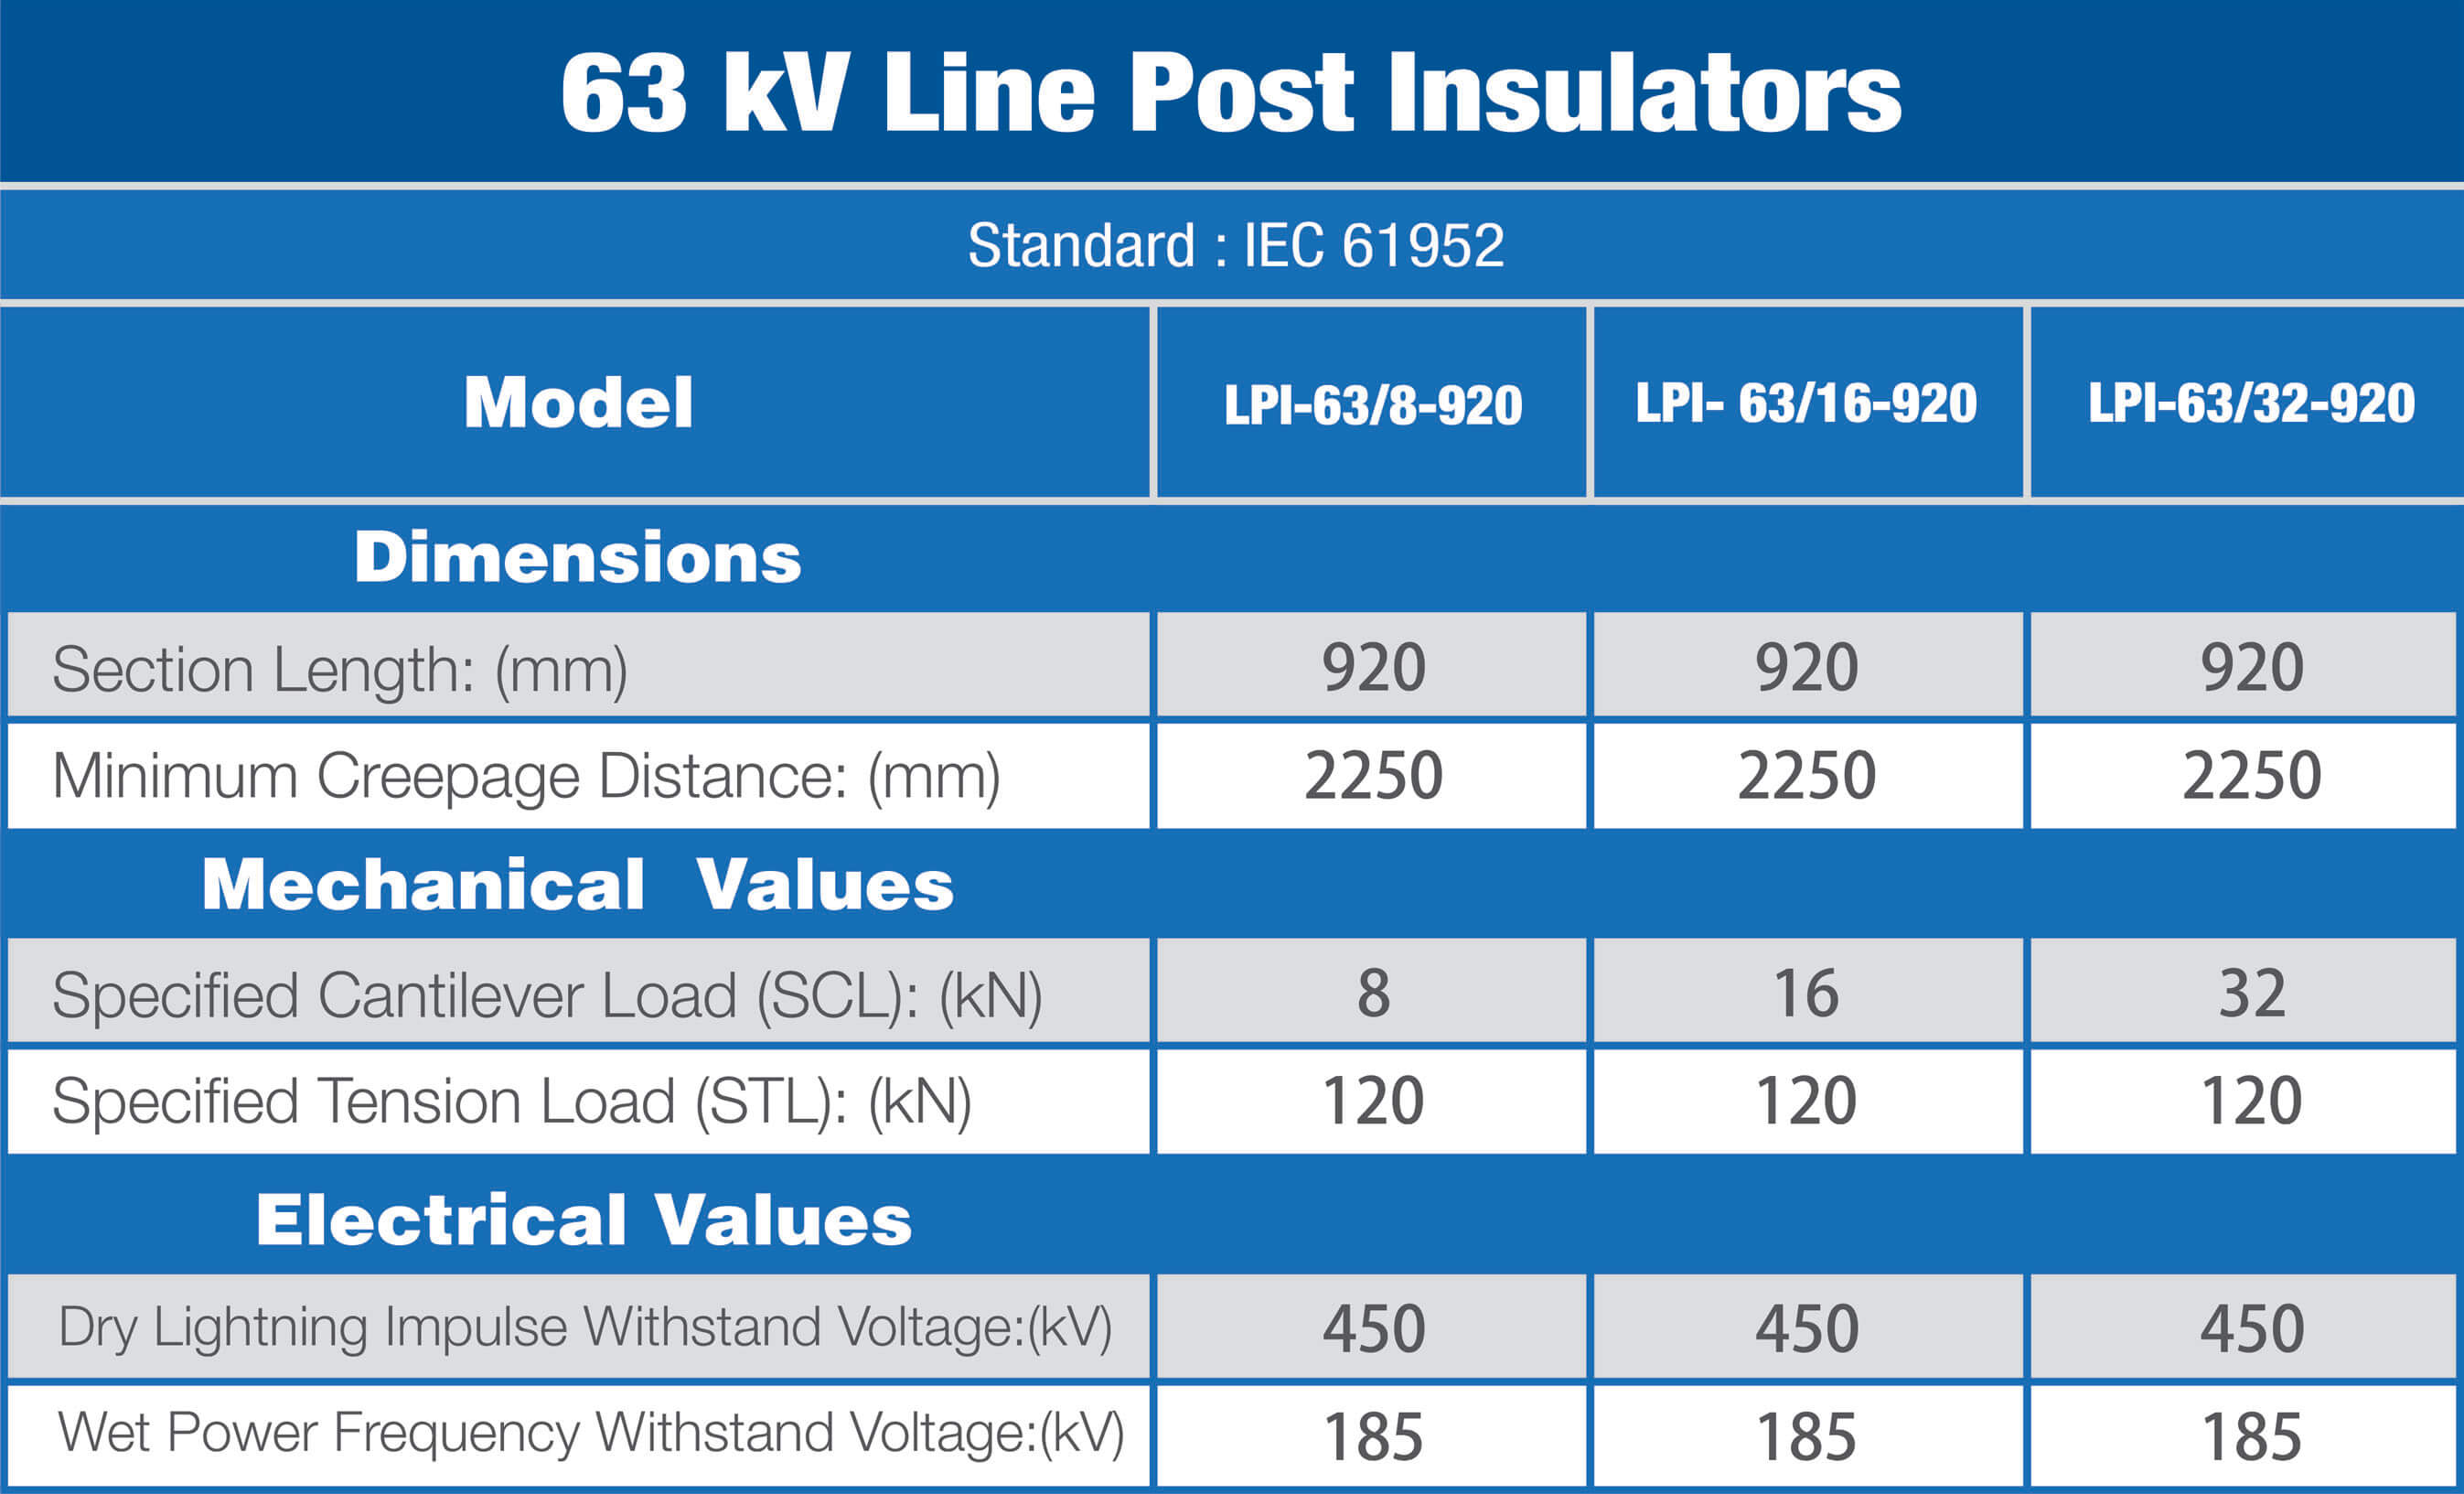 63 kV Line Post Insulators
Standard : IEC 61952
Model LPI-63/8-920 LPI- 63/16-920 LPI-63/32-920
Dimensions
Section Length: (mm) 920 920 920
Minimum Creepage Distance: (mm) 2250 2250 2250
Mechanical Values
Specified Cantilever Load (SCL): (kN) 8 16 32
Specified Tension Load (STL): (kN) 120 120 120
Electrical Values
Dry Lightning Impulse Withstand Voltage:(kV) 450 450 450
Wet Power Frequency Withstand Voltage:(kV) 185 185 185